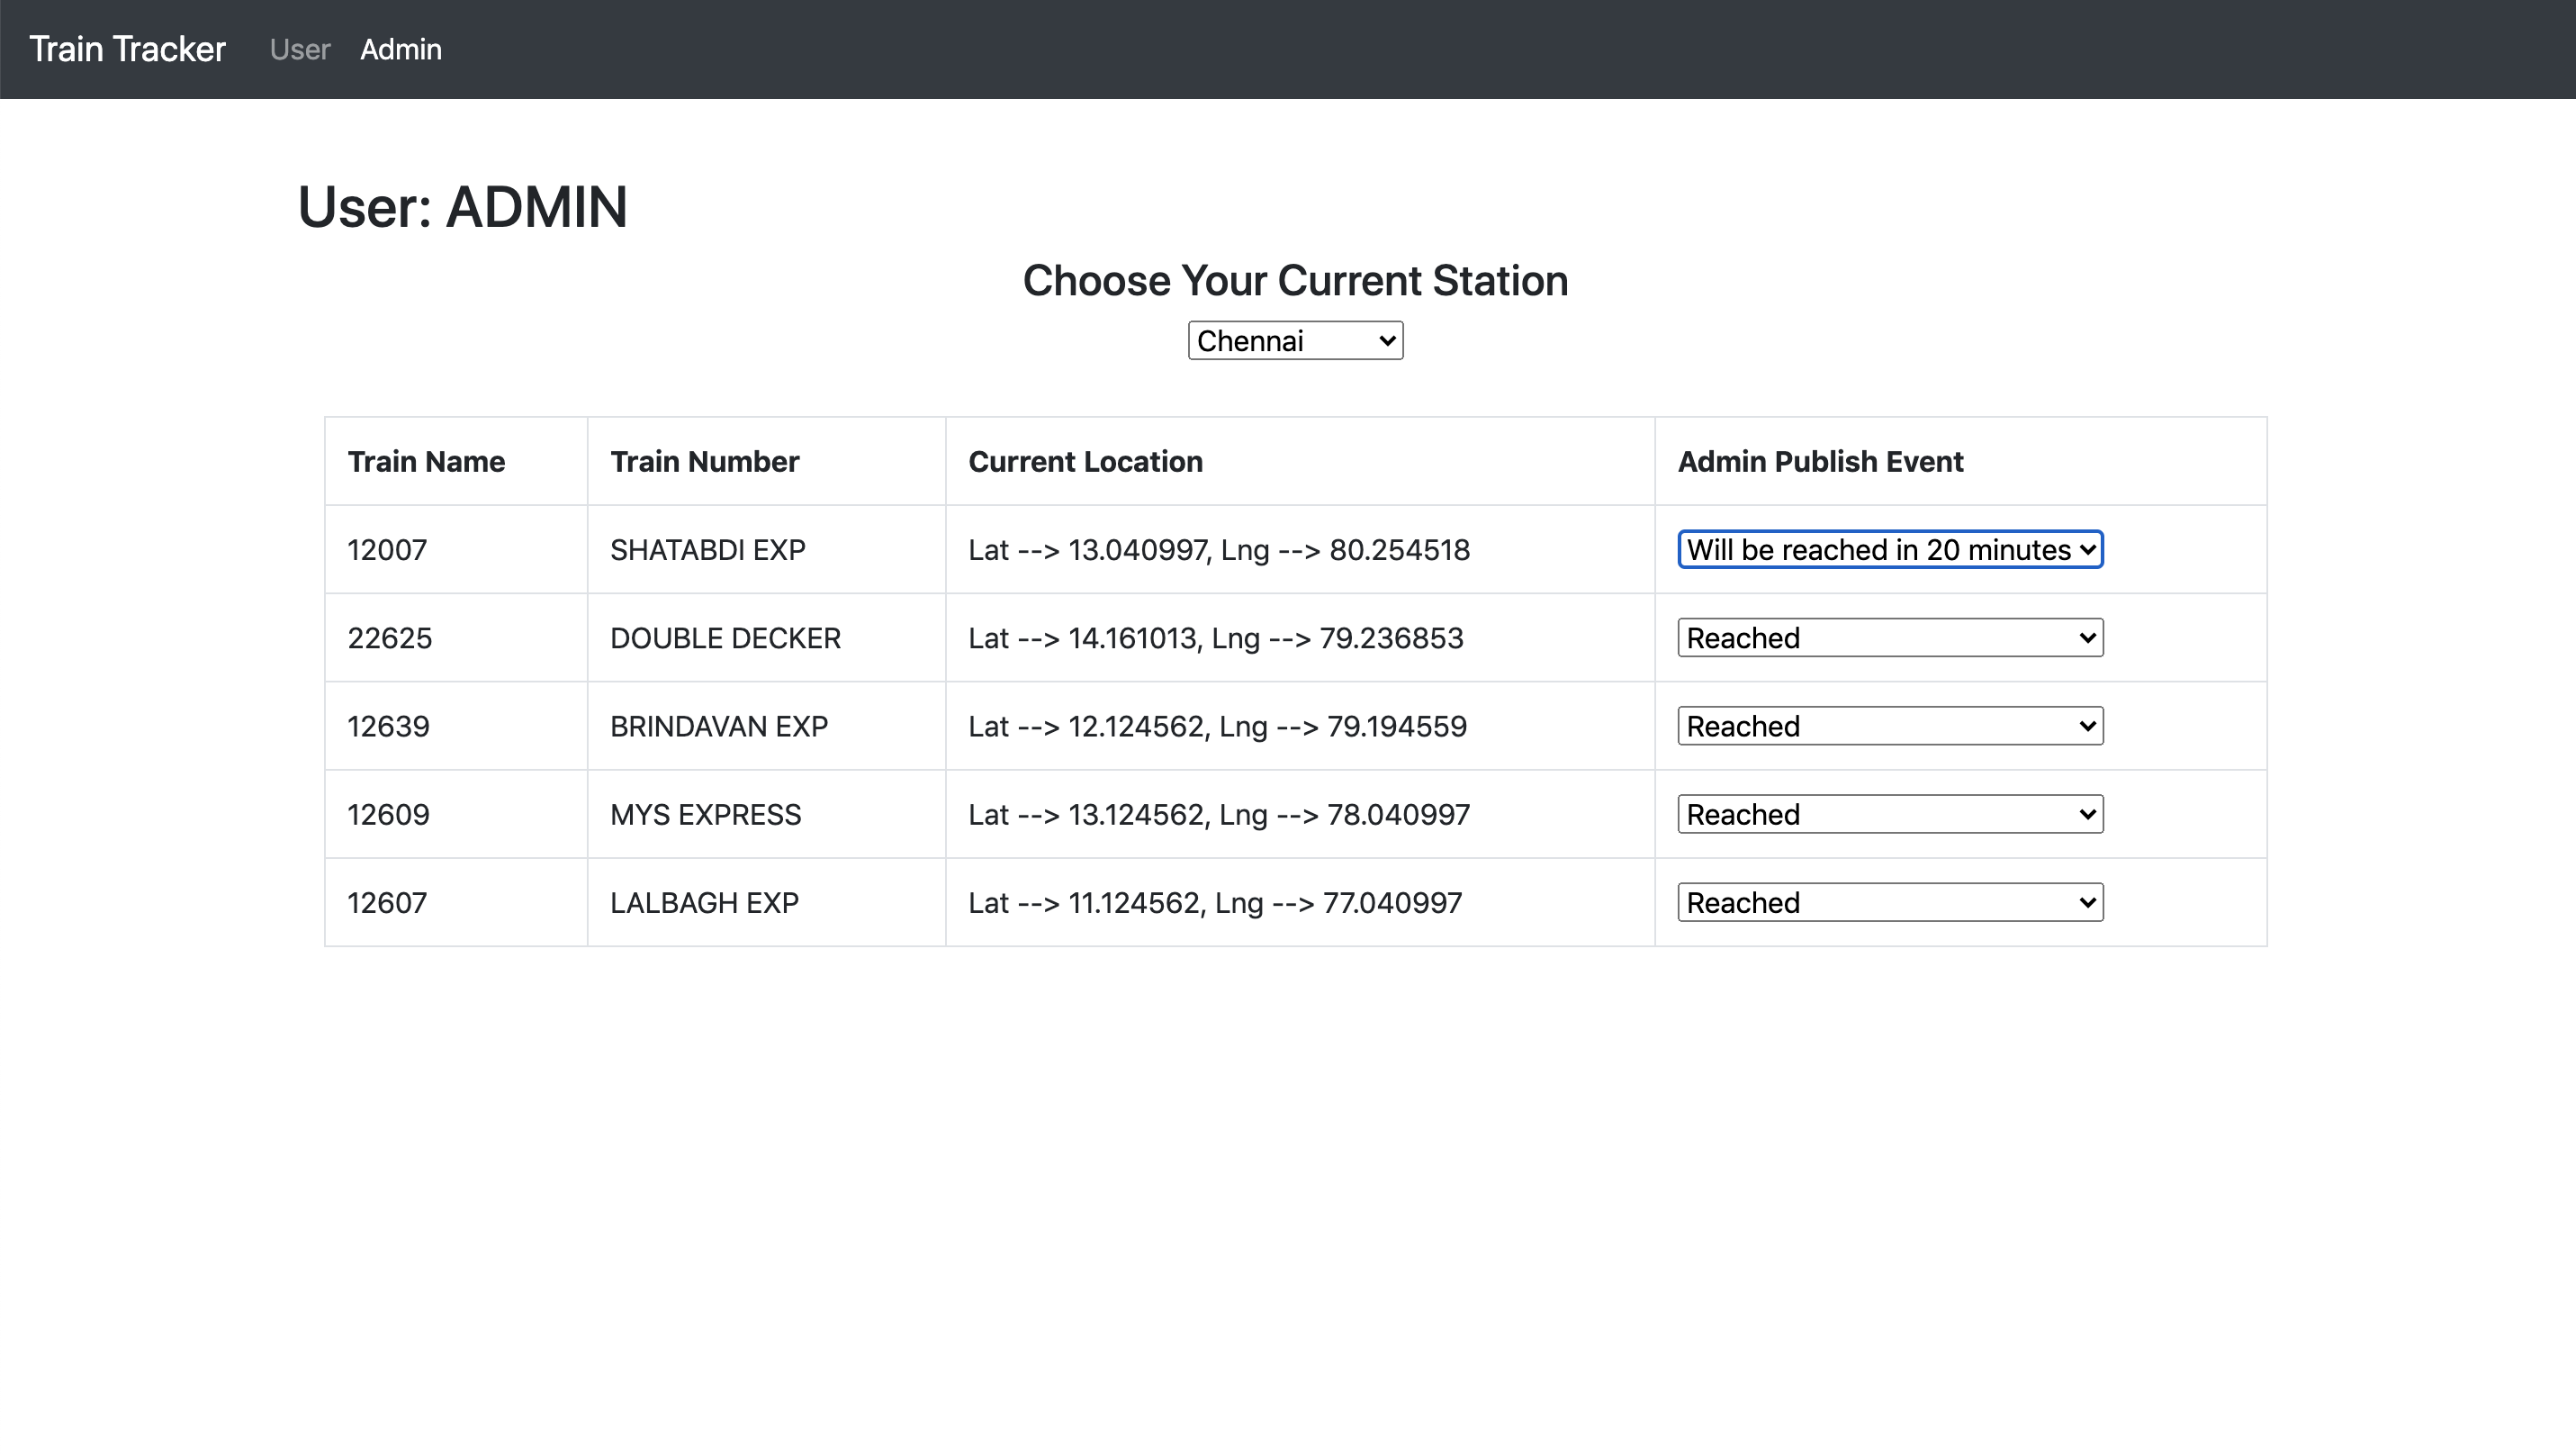 Train Tracker User Admin
User: ADMIN
Choose Your Current Station
Chennai
Train Name Train Number Current Location Admin Publish Event
12007 SHATABDI EXP Lat --> 13.040997, Lng --> 80.254518 Will be reached in 20 minutes
22625 DOUBLE DECKER Lat --> 14.161013, Lng --> 79.236853 Reached
12639 BRINDAVAN EXP Lat --> 12.124562, Lng --> 79.194559 Reached
12609 MYS EXPRESS Lat --> 13.124562, Lng --> 78.040997 Reached
12607 LALBAGH EXP Lat --> 11.124562, Lng --> 77.040997 Reached